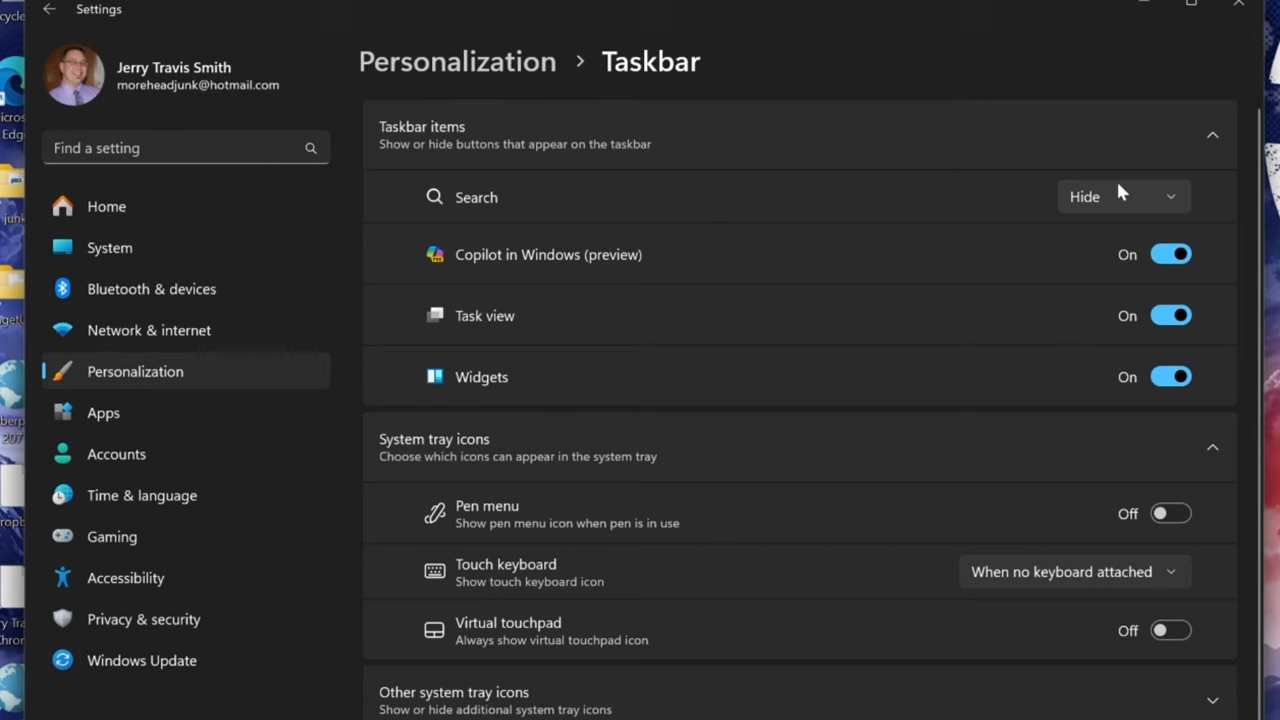 Settings
Jerry Travis Smith
moreheadjunk@hotmail.com
Find a setting
Home
System
Bluetooth & devices
Network & internet
Personalization
Apps
Accounts
Time & language
Gaming
Accessibility
Privacy & security
Windows Update
Personalization > Taskbar
Taskbar items
Show or hide buttons that appear on the taskbar
Search
Hide
Copilot in Windows (preview)
On
Task view
On
Widgets
On
System tray icons
Choose which icons can appear in the system tray
Pen menu
Show pen menu icon when pen is in use
Off
Touch keyboard
Show touch keyboard icon
When no keyboard attached
Virtual touchpad
Always show virtual touchpad icon
Off
Other system tray icons
Show or hide additional system tray icons